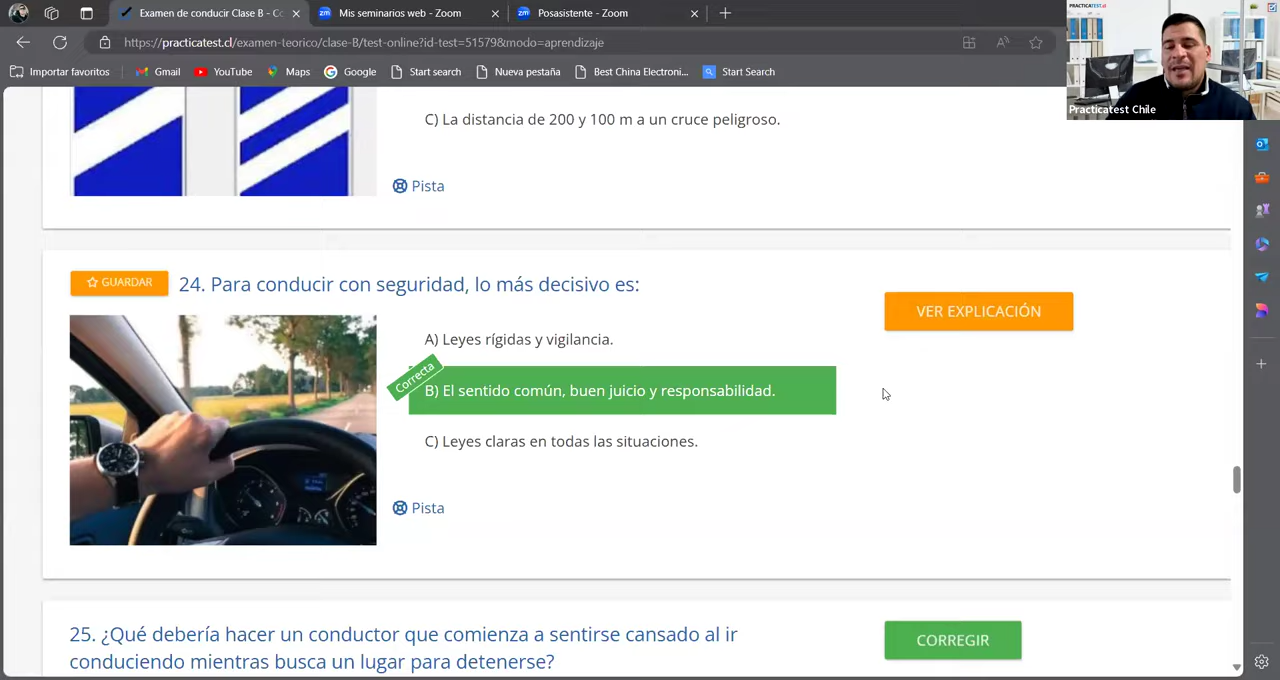 Examen de conducir Clase B - Co
Mis seminarios web - Zoom
Posasistente - Zoom
https://practicatest.cl/examen-teorico/clase-B/test-online?id-test=51579&modo=aprendizaje
Importar favoritos
Gmail
YouTube
Maps
Google
Start search
Nueva pestaña
Best China Electroni...
Start Search
PRACTICATEST.cl
Practicatest Chile
C) La distancia de 200 y 100 m a un cruce peligroso.
Pista
GUARDAR
24. Para conducir con seguridad, lo más decisivo es:
VER EXPLICACIÓN
A) Leyes rígidas y vigilancia.
Correcta
B) El sentido común, buen juicio y responsabilidad.
C) Leyes claras en todas las situaciones.
Pista
25. ¿Qué debería hacer un conductor que comienza a sentirse cansado al ir
conduciendo mientras busca un lugar para detenerse?
CORREGIR